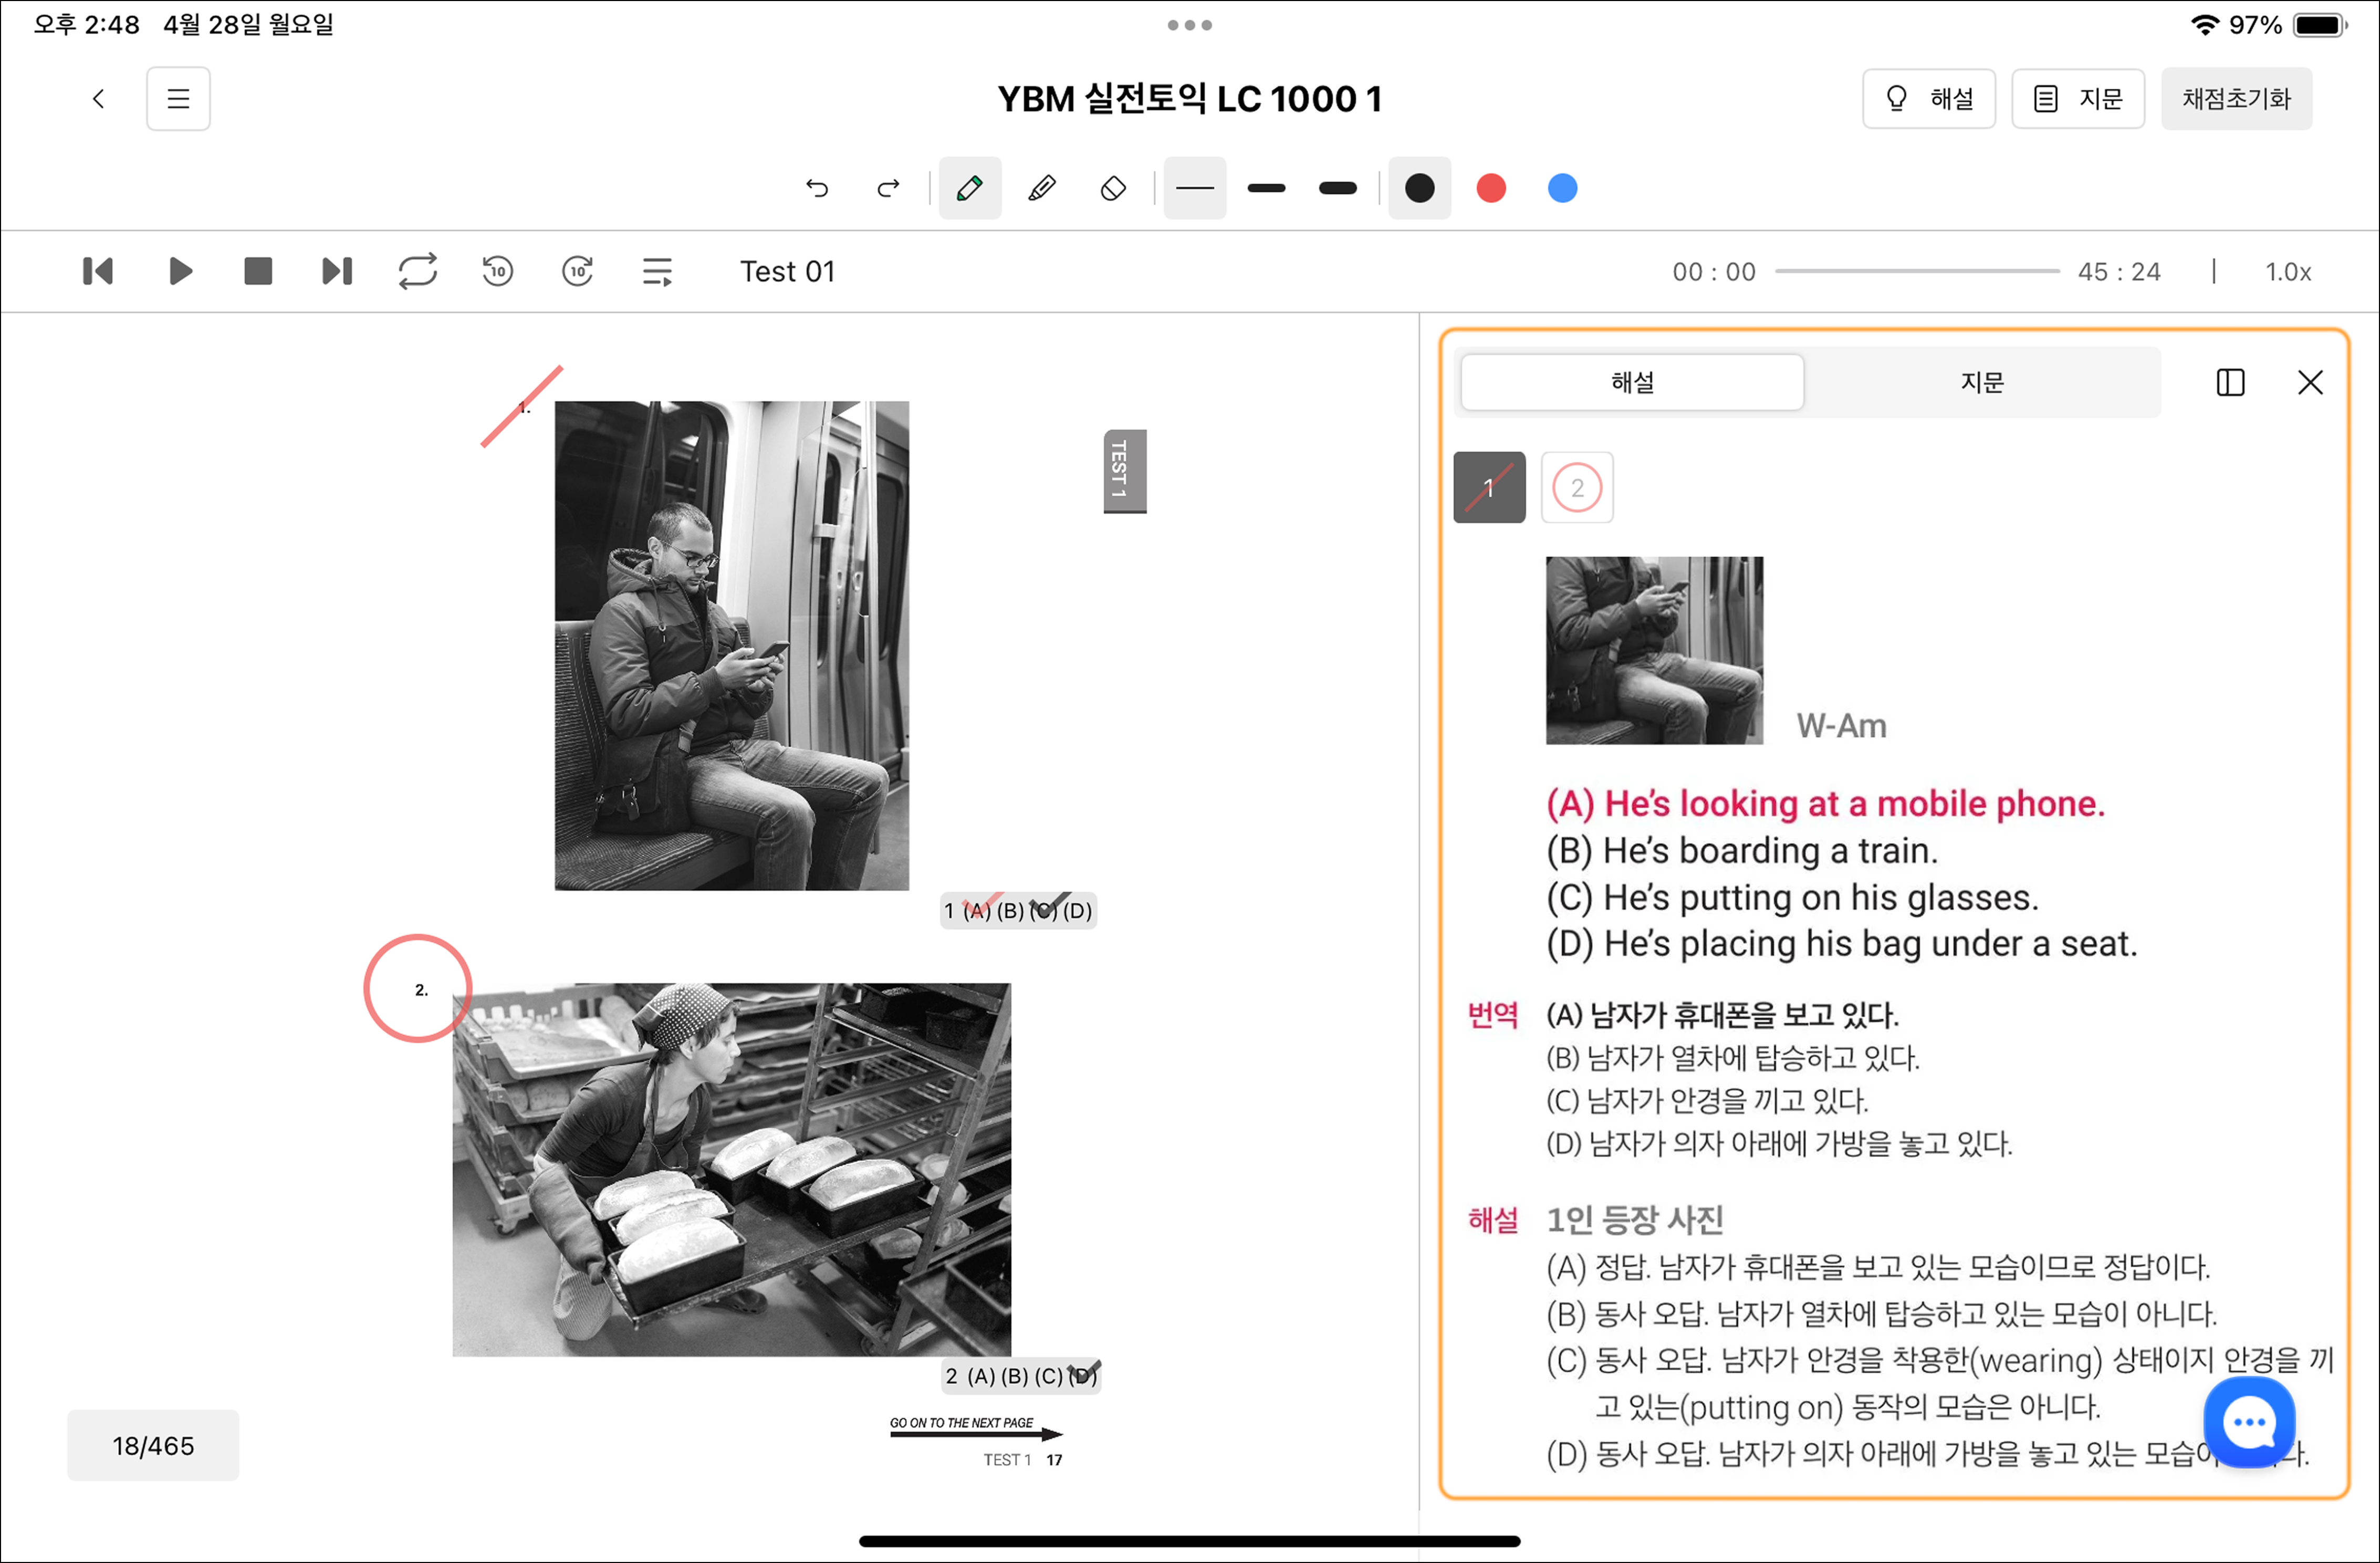 오후 2:48 4월 28일 월요일
97%
YBM 실전토익 LC 1000 1
해설
지문
채점초기화
10
10
Test 01
00 : 00
45 : 24
1.0x
1.
TEST 1
1 (A) (B) (C) (D)
2.
2 (A) (B) (C) (D)
GO ON TO THE NEXT PAGE
TEST 1 17
18/465
해설
지문
1
2
W-Am
(A) He's looking at a mobile phone.
(B) He's boarding a train.
(C) He's putting on his glasses.
(D) He's placing his bag under a seat.
번역 (A) 남자가 휴대폰을 보고 있다.
(B) 남자가 열차에 탑승하고 있다.
(C) 남자가 안경을 끼고 있다.
(D) 남자가 의자 아래에 가방을 놓고 있다.
해설 1인 등장 사진
(A) 정답. 남자가 휴대폰을 보고 있는 모습이므로 정답이다.
(B) 동사 오답. 남자가 열차에 탑승하고 있는 모습이 아니다.
(C) 동사 오답. 남자가 안경을 착용한(wearing) 상태이지 안경을 끼
고 있는(putting on) 동작의 모습은 아니다.
(D) 동사 오답. 남자가 의자 아래에 가방을 놓고 있는